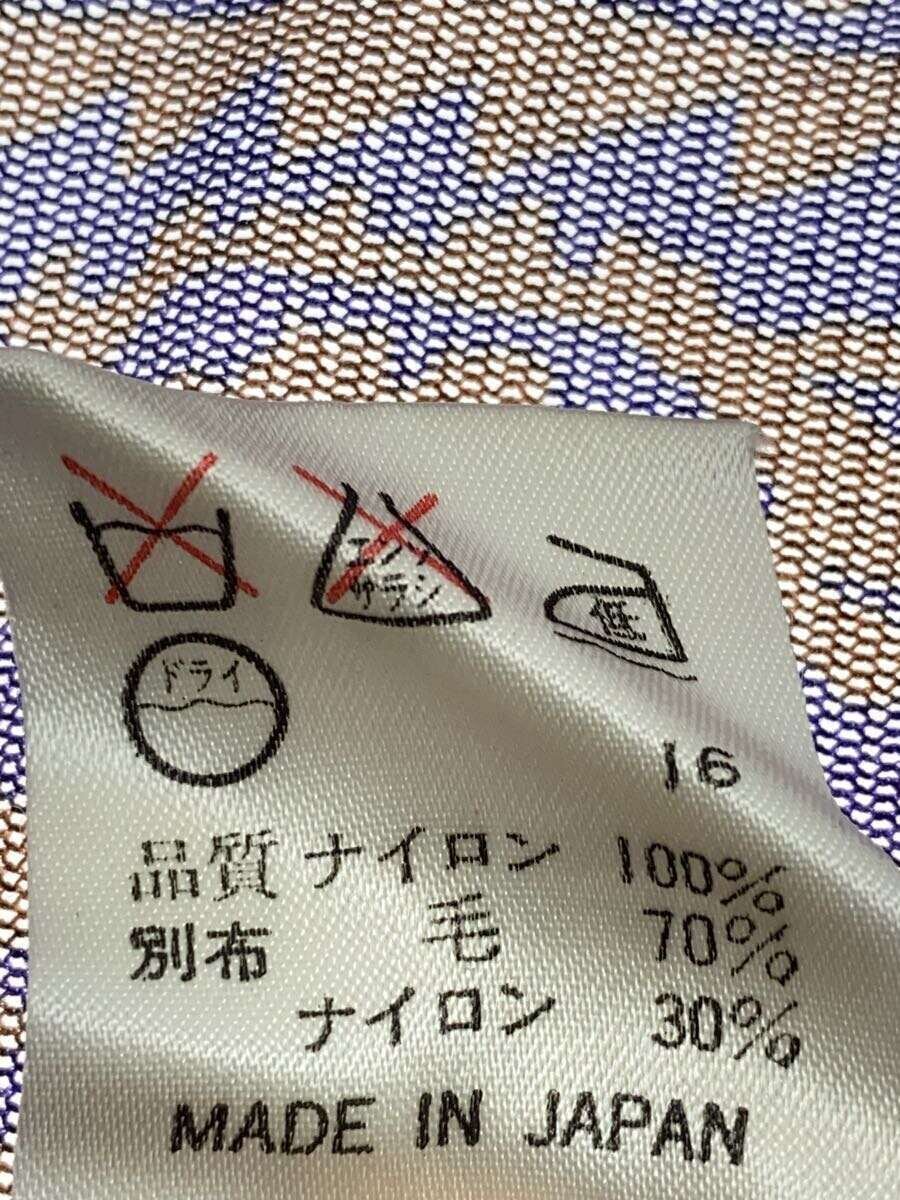 エンソ
サラシ
低
ドライ
16
品質 ナイロン 100%
別布 毛 70%
ナイロン 30%
MADE IN JAPAN